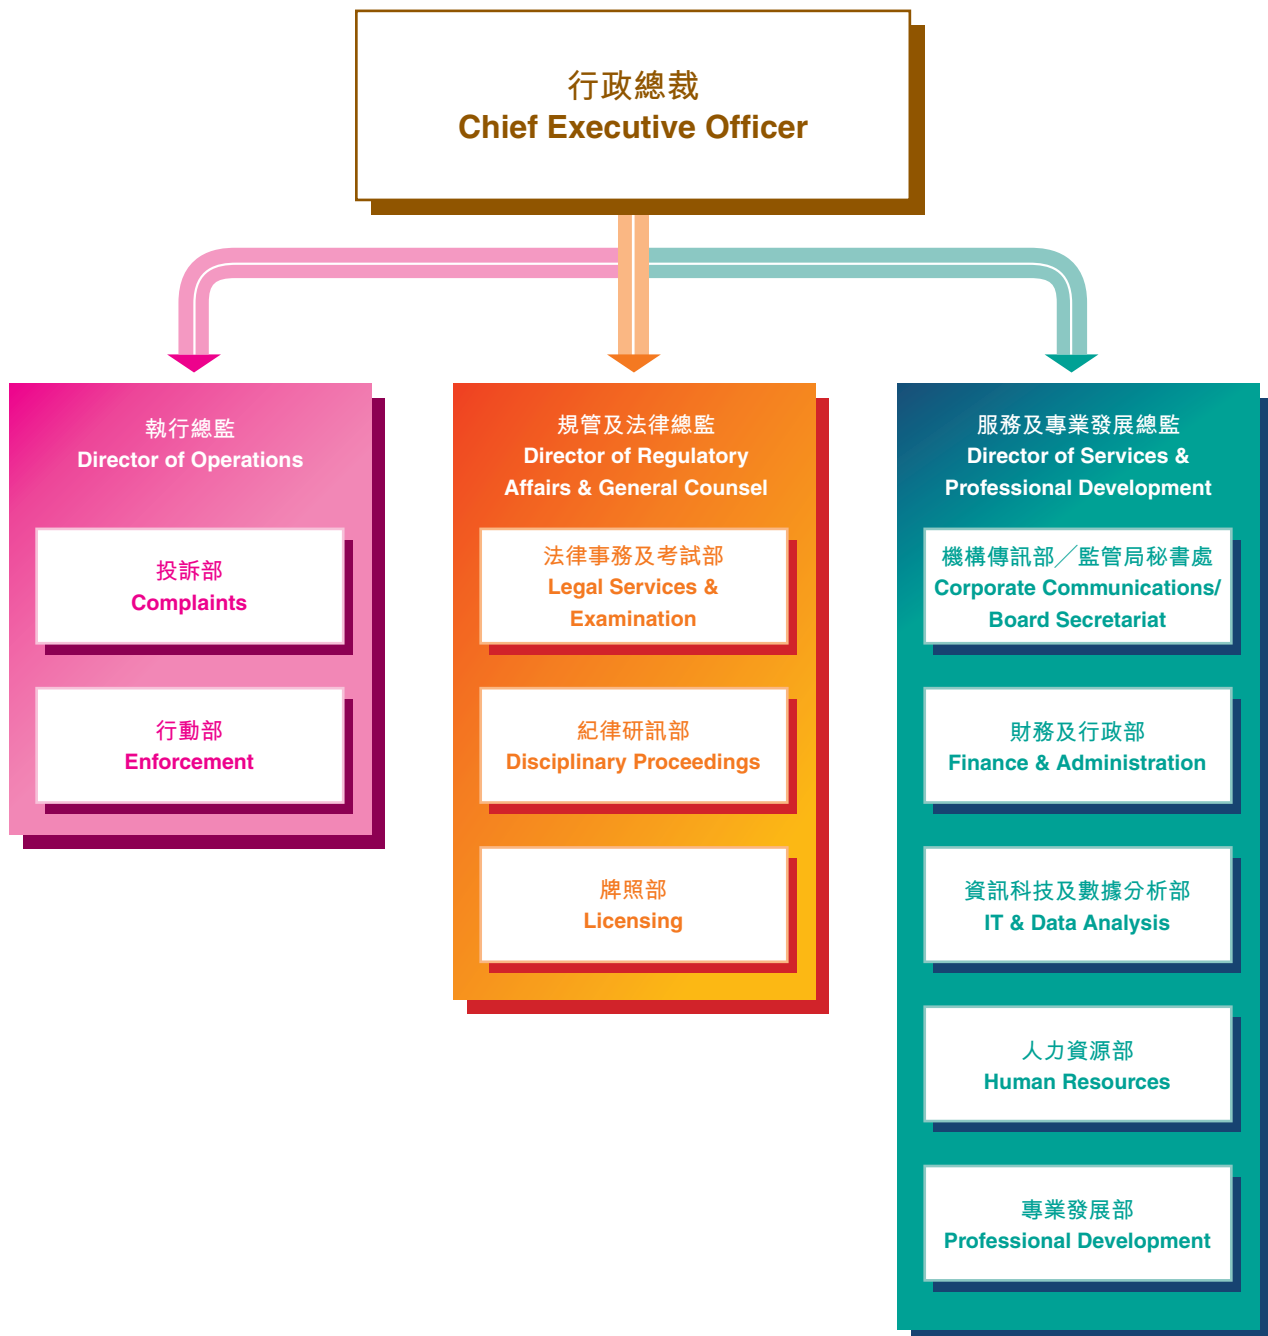 行政總裁
Chief Executive Officer
執行總監
Director of Operations
投訴部
Complaints
行動部
Enforcement
規管及法律總監
Director of Regulatory
Affairs & General Counsel
法律事務及考試部
Legal Services &
Examination
紀律研訊部
Disciplinary Proceedings
牌照部
Licensing
服務及專業發展總監
Director of Services &
Professional Development
機構傳訊部／監管局秘書處
Corporate Communications/
Board Secretariat
財務及行政部
Finance & Administration
資訊科技及數據分析部
IT & Data Analysis
人力資源部
Human Resources
專業發展部
Professional Development